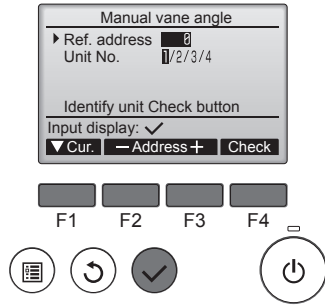 Manual vane angle
Ref. address 0
Unit No. 1/2/3/4
Identify unit Check button
Input display: ✓
▼Cur. －Address＋ Check
F1 F2 F3 F4